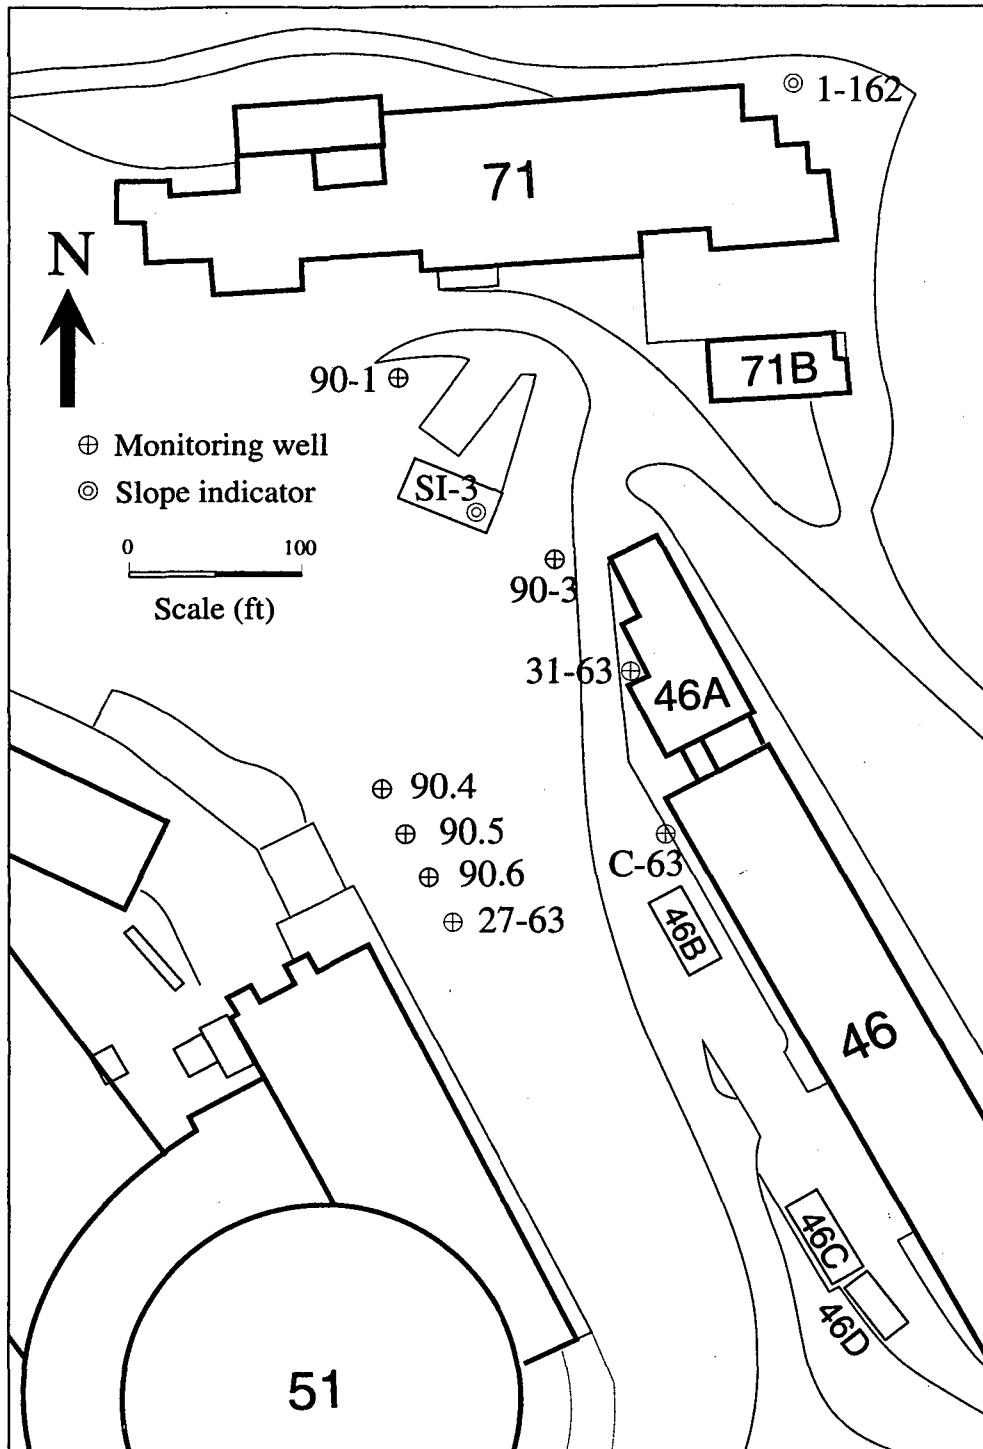 1-162
71
N
71B
90-1
Monitoring well
SI-3
Slope indicator
0 100
Scale (ft)
90-3
31-63
46A
90.4
90.5
C-63
90.6
27-63
46B
46
46C
46D
51